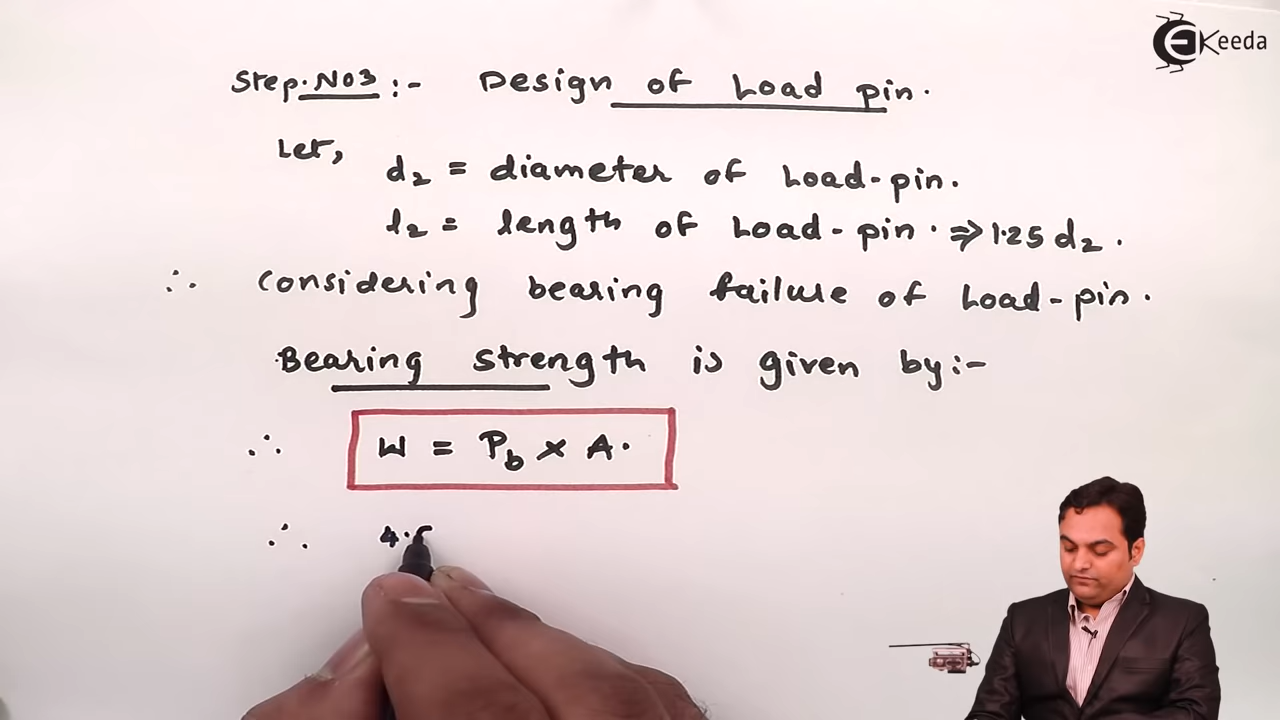 EKeeda
Step.No3 :- Design of Load pin.
Let,
d₂ = diameter of Load-pin.
l₂ = length of Load-pin. ⇒ 1.25 d₂.
∴ Considering bearing failure of Load-pin.
Bearing strength is given by:-
∴ W = P_b × A.
∴ 4.